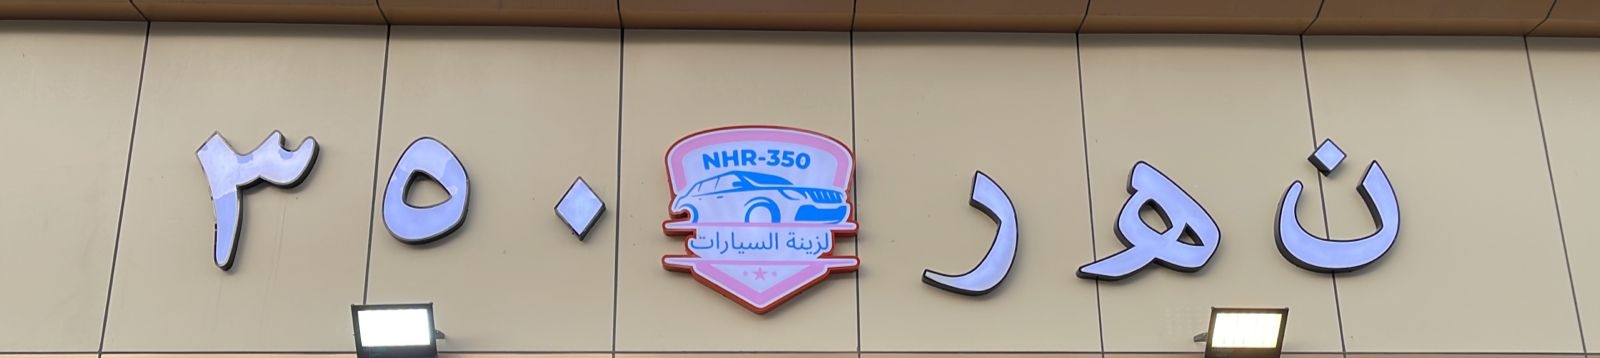 ن هـ ر ٣٥٠
NHR-350
لزينة السيارات